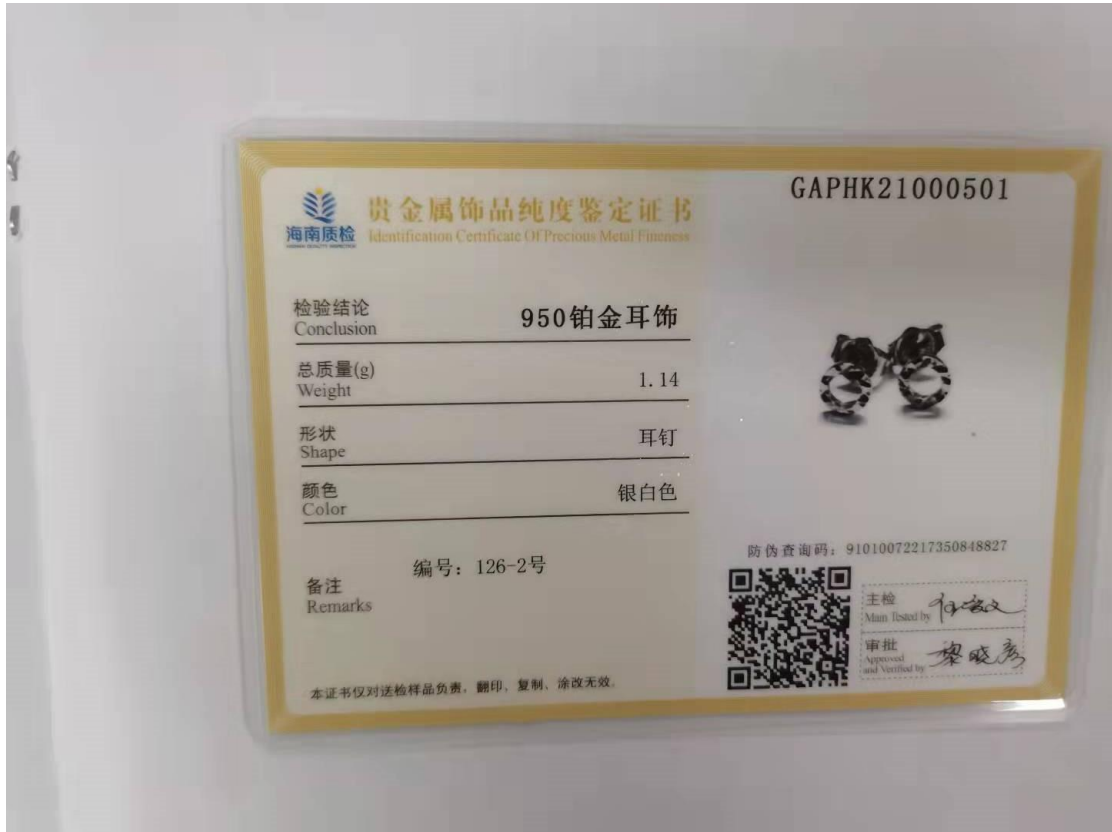 GAPHK21000501
海南质检
贵金属饰品纯度鉴定证书
Identification Certificate Of Precious Metal Fineness
检验结论
Conclusion
950铂金耳饰
总质量(g)
Weight
1.14
形状
Shape
耳钉
颜色
Color
银白色
备注
Remarks
编号：126-2号
本证书仅对送检样品负责，翻印、复制、涂改无效.
防伪查询码：91010072217350848827
主检
Main Tested by
审批
Approved
and Verified by
黎晓彦